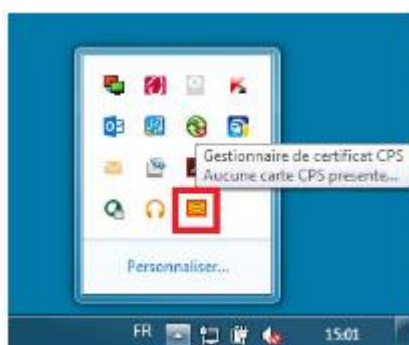 Gestionnaire de certificat CPS
Aucune carte CPS presente...
Personnaliser...
FR
15:01